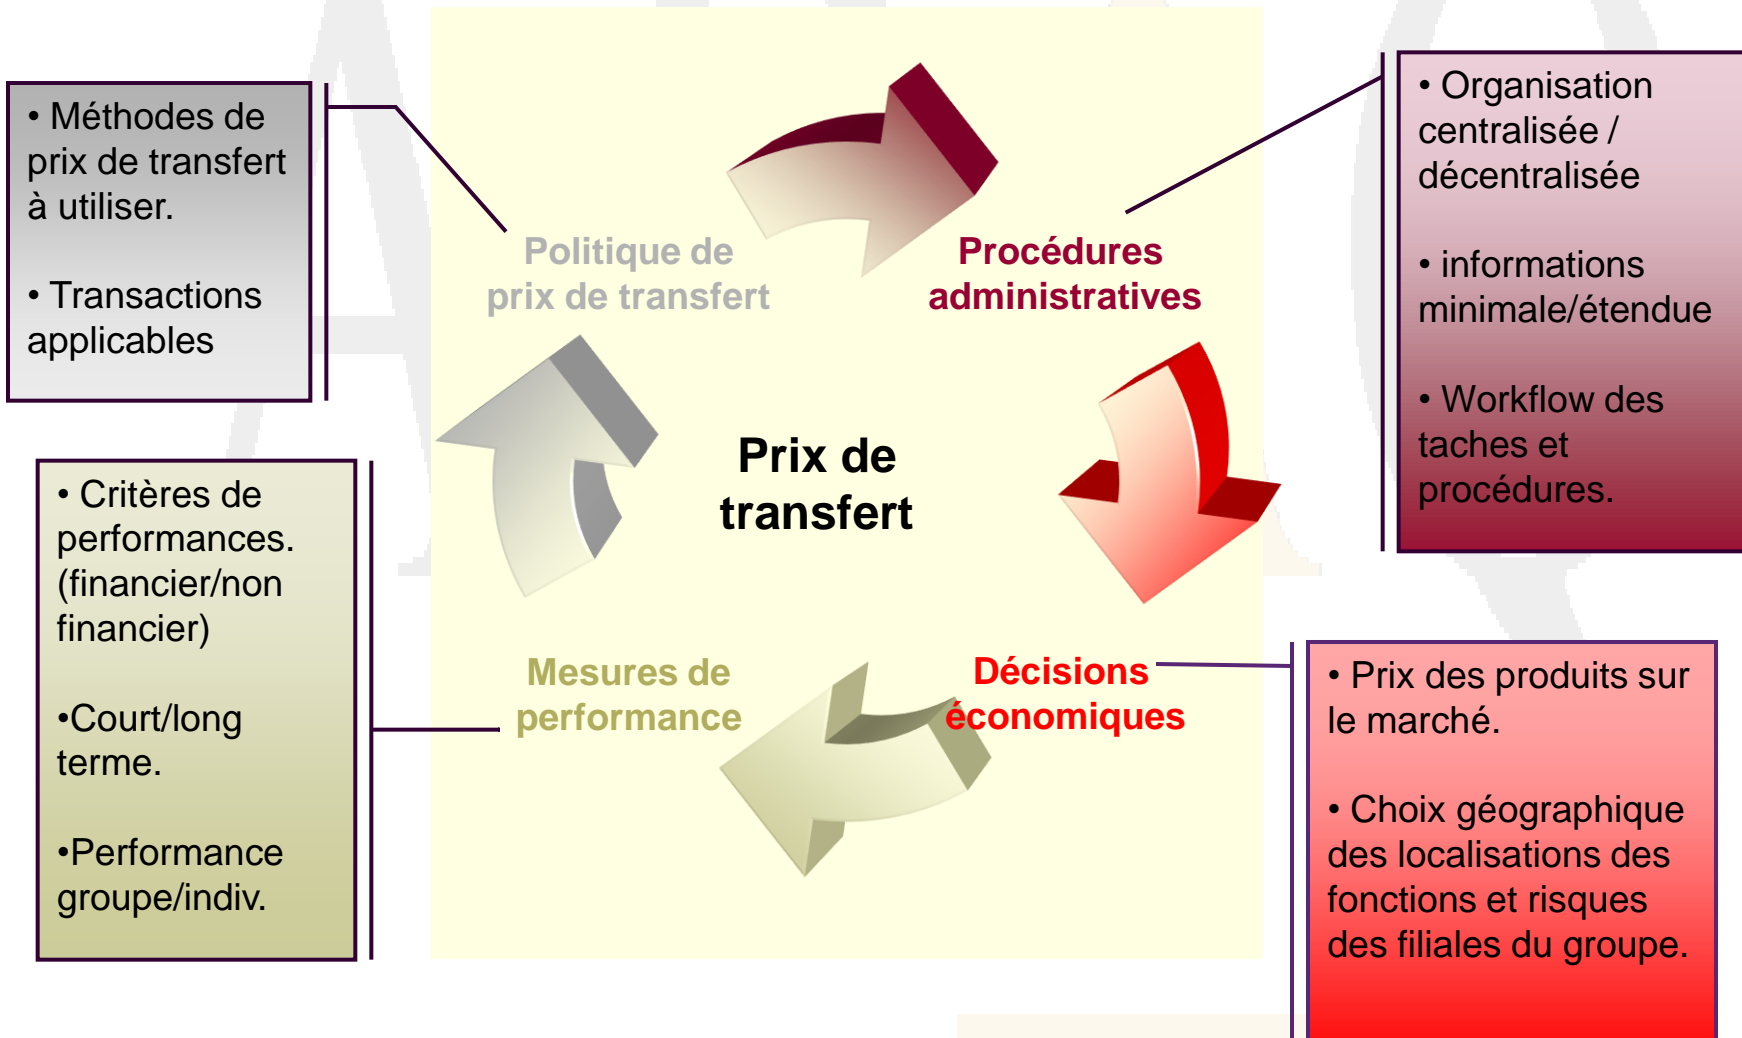 • Méthodes de
prix de transfert
à utiliser.
• Transactions
applicables
Politique de
prix de transfert
Procédures
administratives
• Organisation
centralisée /
décentralisée
• informations
minimale/étendue
• Workflow des
taches et
procédures.
Prix de
transfert
• Critères de
performances.
(financier/non
financier)
•Court/long
terme.
•Performance
groupe/indiv.
Mesures de
performance
Décisions
économiques
• Prix des produits sur
le marché.
• Choix géographique
des localisations des
fonctions et risques
des filiales du groupe.